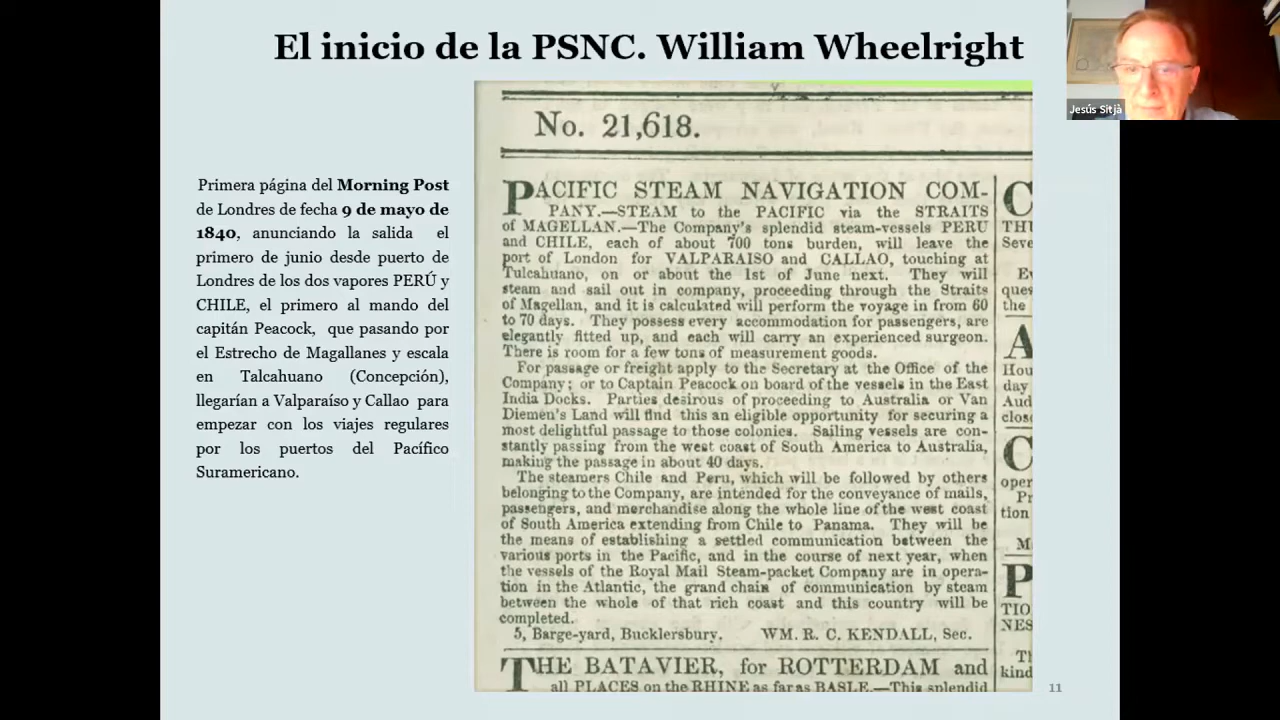 El inicio de la PSNC. William Wheelright
Jesús Sitjà
Primera página del Morning Post
de Londres de fecha 9 de mayo de
1840, anunciando la salida el
primero de junio desde puerto de
Londres de los dos vapores PERÚ y
CHILE, el primero al mando del
capitán Peacock, que pasando por
el Estrecho de Magallanes y escala
en Talcahuano (Concepción),
llegarían a Valparaíso y Callao para
empezar con los viajes regulares
por los puertos del Pacífico
Suramericano.
No. 21,618.
PACIFIC STEAM NAVIGATION COM-
PANY.—STEAM to the PACIFIC via the STRAITS
of MAGELLAN.—The Company's splendid steam-vessels PERU
and CHILE, each of about 700 tons burden, will leave the
port of London for VALPARAISO and CALLAO, touching at
Tulcahuano, on or about the 1st of June next. They will
steam and sail out in company, proceeding through the Straits
of Magellan, and it is calculated will perform the voyage in from 60
to 70 days. They possess every accommodation for passengers, are
elegantly fitted up, and each will carry an experienced surgeon.
There is room for a few tons of measurement goods.
For passage or freight apply to the Secretary at the Office of the
Company; or to Captain Peacock on board of the vessels in the East
India Docks. Parties desirous of proceeding to Australia or Van
Diemen's Land will find this an eligible opportunity for securing a
most delightful passage to those colonies. Sailing vessels are con-
stantly passing from the west coast of South America to Australia,
making the passage in about 40 days.
The steamers Chile and Peru, which will be followed by others
belonging to the Company, are intended for the conveyance of mails,
passengers, and merchandise along the whole line of the west coast
of South America extending from Chile to Panama. They will be
the means of establishing a settled communication between the
various ports in the Pacific, and in the course of next year, when
the vessels of the Royal Mail Steam-packet Company are in opera-
tion in the Atlantic, the grand chain of communication by steam
between the whole of that rich coast and this country will be
completed.
5, Barge-yard, Bucklersbury. WM. R. C. KENDALL, Sec.
THE BATAVIER, for ROTTERDAM and
all PLACES on the RHINE as far as BASLE.—This splendid
11